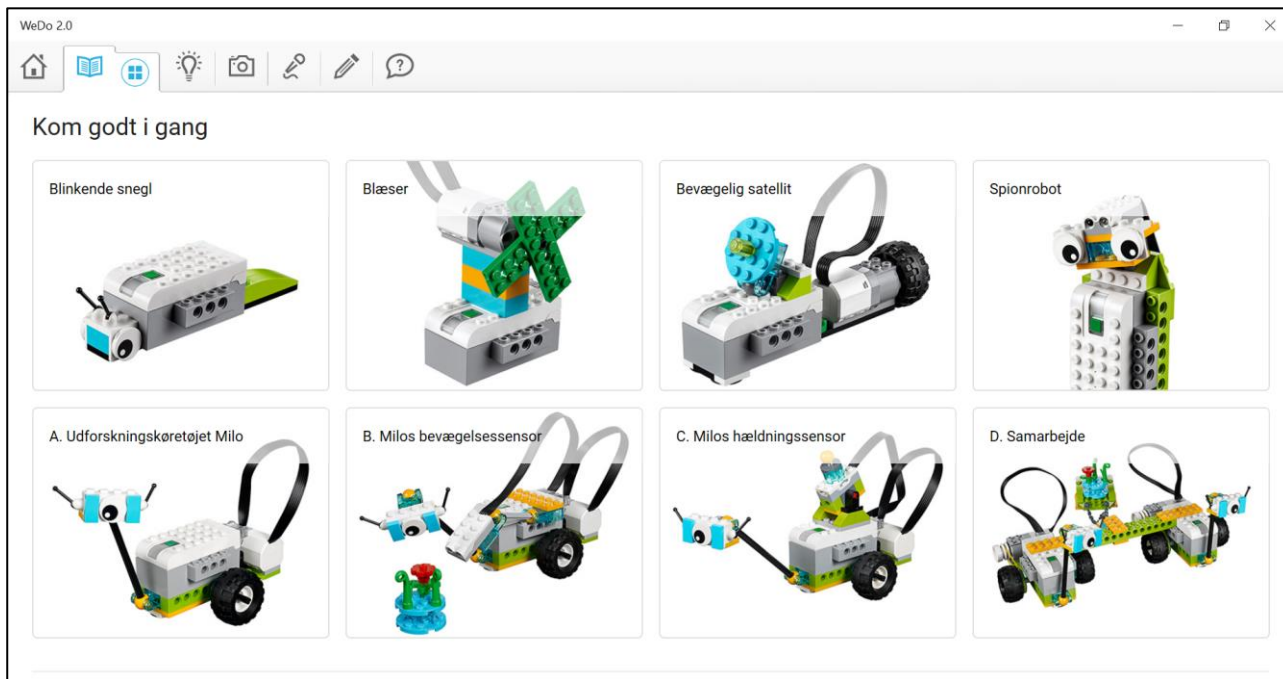 WeDo 2.0
Kom godt i gang
Blinkende snegl
Blæser
Bevægelig satellit
Spionrobot
A. Udforskningskøretøjet Milo
B. Milos bevægelsessensor
C. Milos hældningssensor
D. Samarbejde